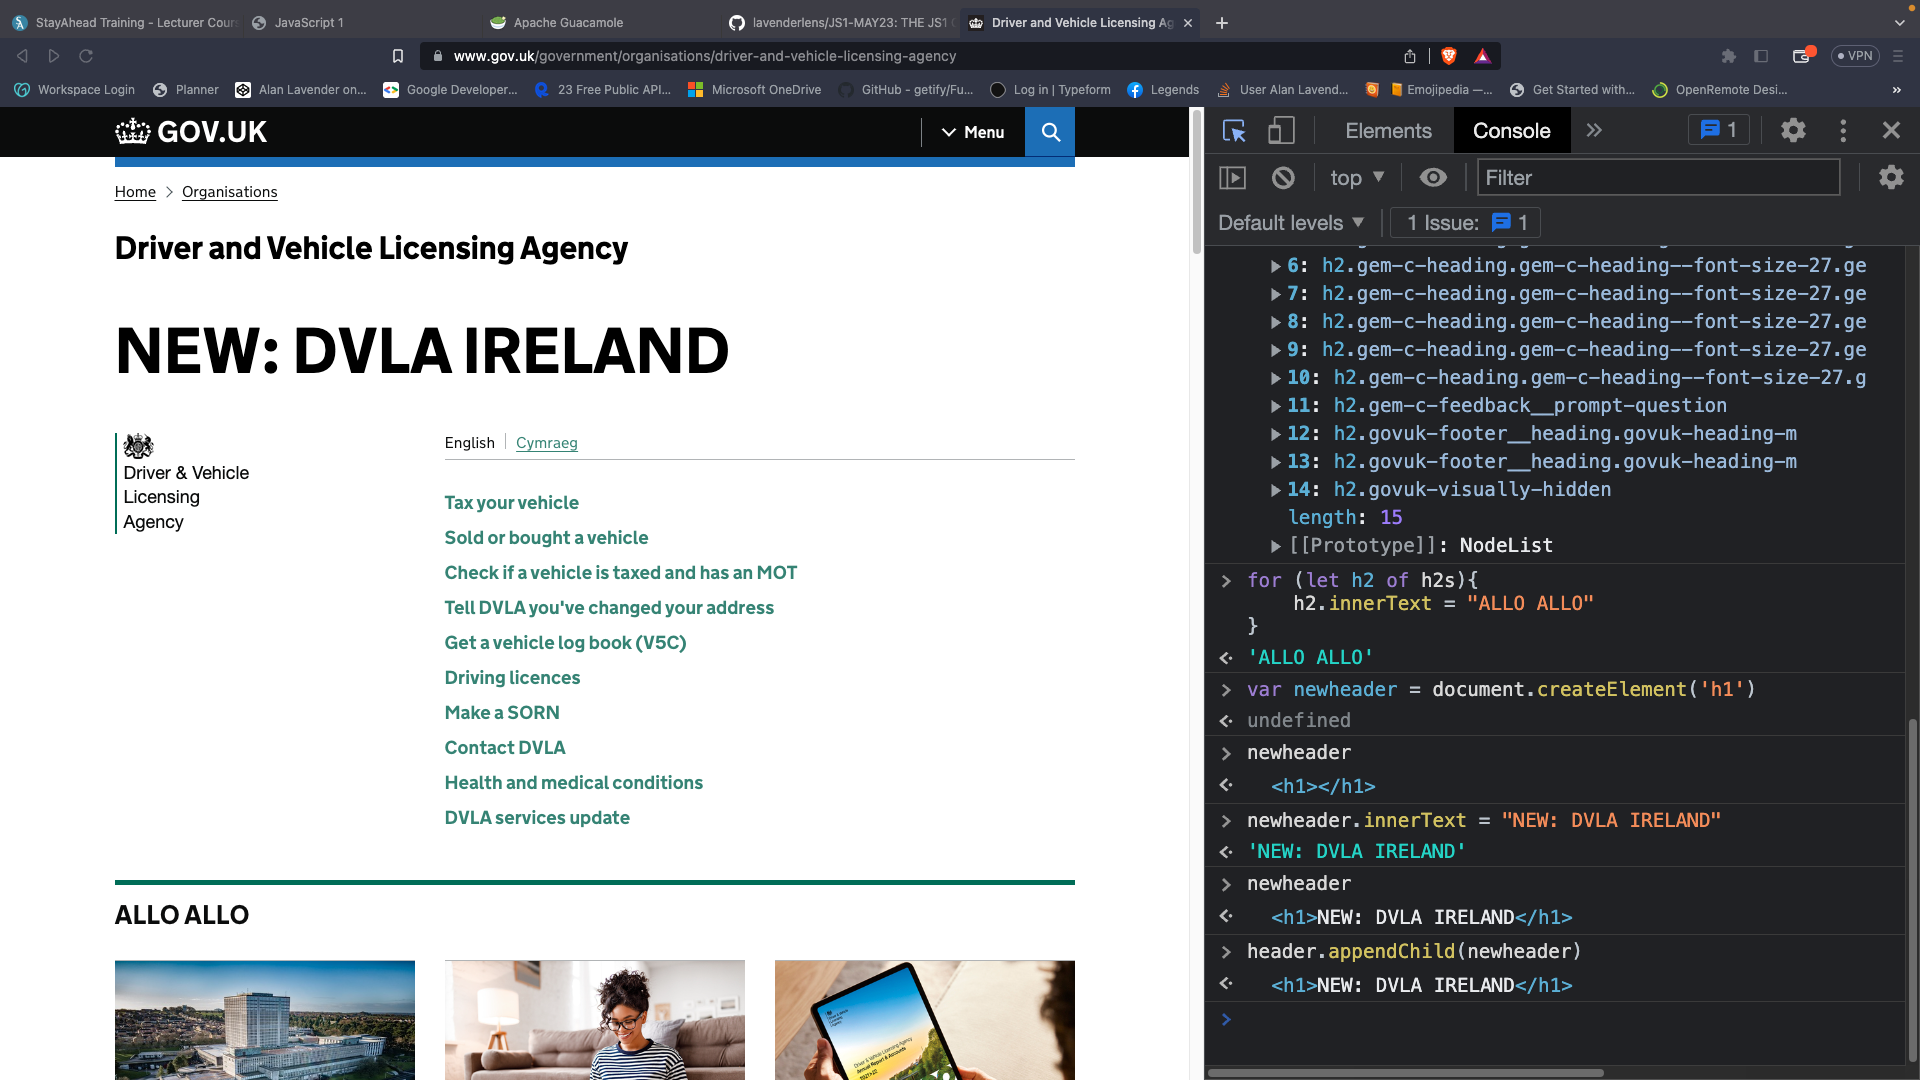 StayAhead Training - Lecturer Cour
JavaScript 1
Apache Guacamole
lavenderlens/JS1-MAY23: THE JS1
Driver and Vehicle Licensing Ag
www.gov.uk/government/organisations/driver-and-vehicle-licensing-agency
VPN
Workspace Login
Planner
Alan Lavender on...
Google Developer...
23 Free Public API...
Microsoft OneDrive
GitHub - getify/Fu...
Log in | Typeform
Legends
User Alan Lavend...
Emojipedia —...
Get Started with...
OpenRemote Desi...
»
GOV.UK
Menu
Home
Organisations
Driver and Vehicle Licensing Agency
NEW: DVLA IRELAND
Driver & Vehicle
Licensing
Agency
English
Cymraeg
Tax your vehicle
Sold or bought a vehicle
Check if a vehicle is taxed and has an MOT
Tell DVLA you've changed your address
Get a vehicle log book (V5C)
Driving licences
Make a SORN
Contact DVLA
Health and medical conditions
DVLA services update
ALLO ALLO
Driver & Vehicle Licensing Agency
Annual Report & Accounts
Elements
Console
1
top
Filter
Default levels
1 Issue: 1
6: h2.gem-c-heading.gem-c-heading--font-size-27.ge
7: h2.gem-c-heading.gem-c-heading--font-size-27.ge
8: h2.gem-c-heading.gem-c-heading--font-size-27.ge
9: h2.gem-c-heading.gem-c-heading--font-size-27.ge
10: h2.gem-c-heading.gem-c-heading--font-size-27.g
11: h2.gem-c-feedback__prompt-question
12: h2.govuk-footer__heading.govuk-heading-m
13: h2.govuk-footer__heading.govuk-heading-m
14: h2.govuk-visually-hidden
length: 15
[[Prototype]]: NodeList
for (let h2 of h2s){
h2.innerText = "ALLO ALLO"
}
'ALLO ALLO'
var newheader = document.createElement('h1')
undefined
newheader
<h1></h1>
newheader.innerText = "NEW: DVLA IRELAND"
'NEW: DVLA IRELAND'
newheader
<h1>NEW: DVLA IRELAND</h1>
header.appendChild(newheader)
<h1>NEW: DVLA IRELAND</h1>